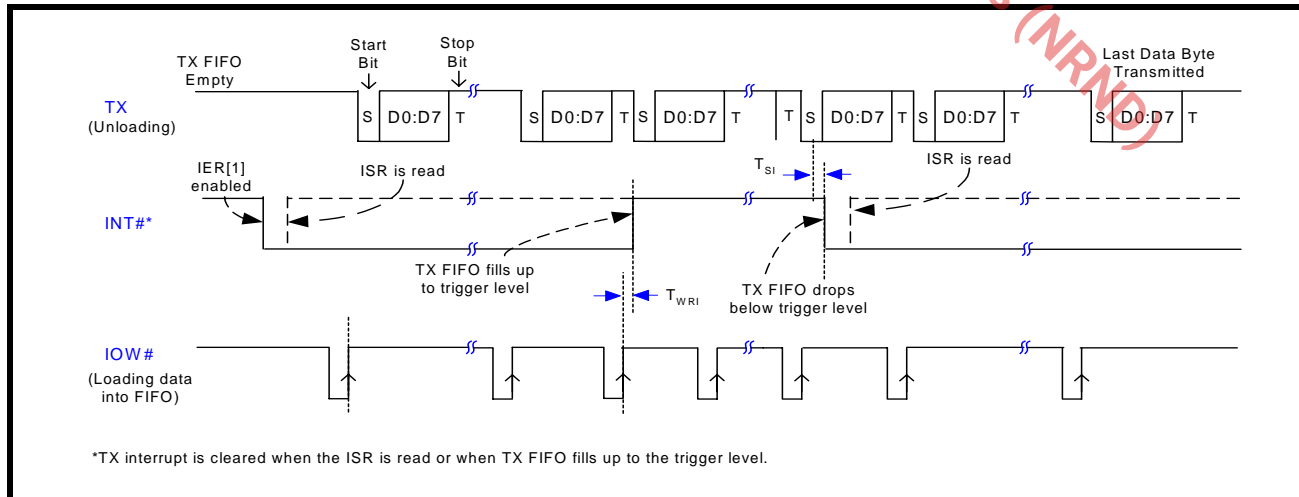 s (NRND)
TX FIFO
Empty
Start
Bit
Stop
Bit
Last Data Byte
Transmitted
TX
(Unloading)
S D0:D7 T S D0:D7 T S D0:D7 T T S D0:D7 T S D0:D7 T S D0:D7 T
IER[1]
enabled
ISR is read
TSI
ISR is read
INT#*
TX FIFO fills up
to trigger level
TWRI
TX FIFO drops
below trigger level
IOW#
(Loading data
into FIFO)
*TX interrupt is cleared when the ISR is read or when TX FIFO fills up to the trigger level.